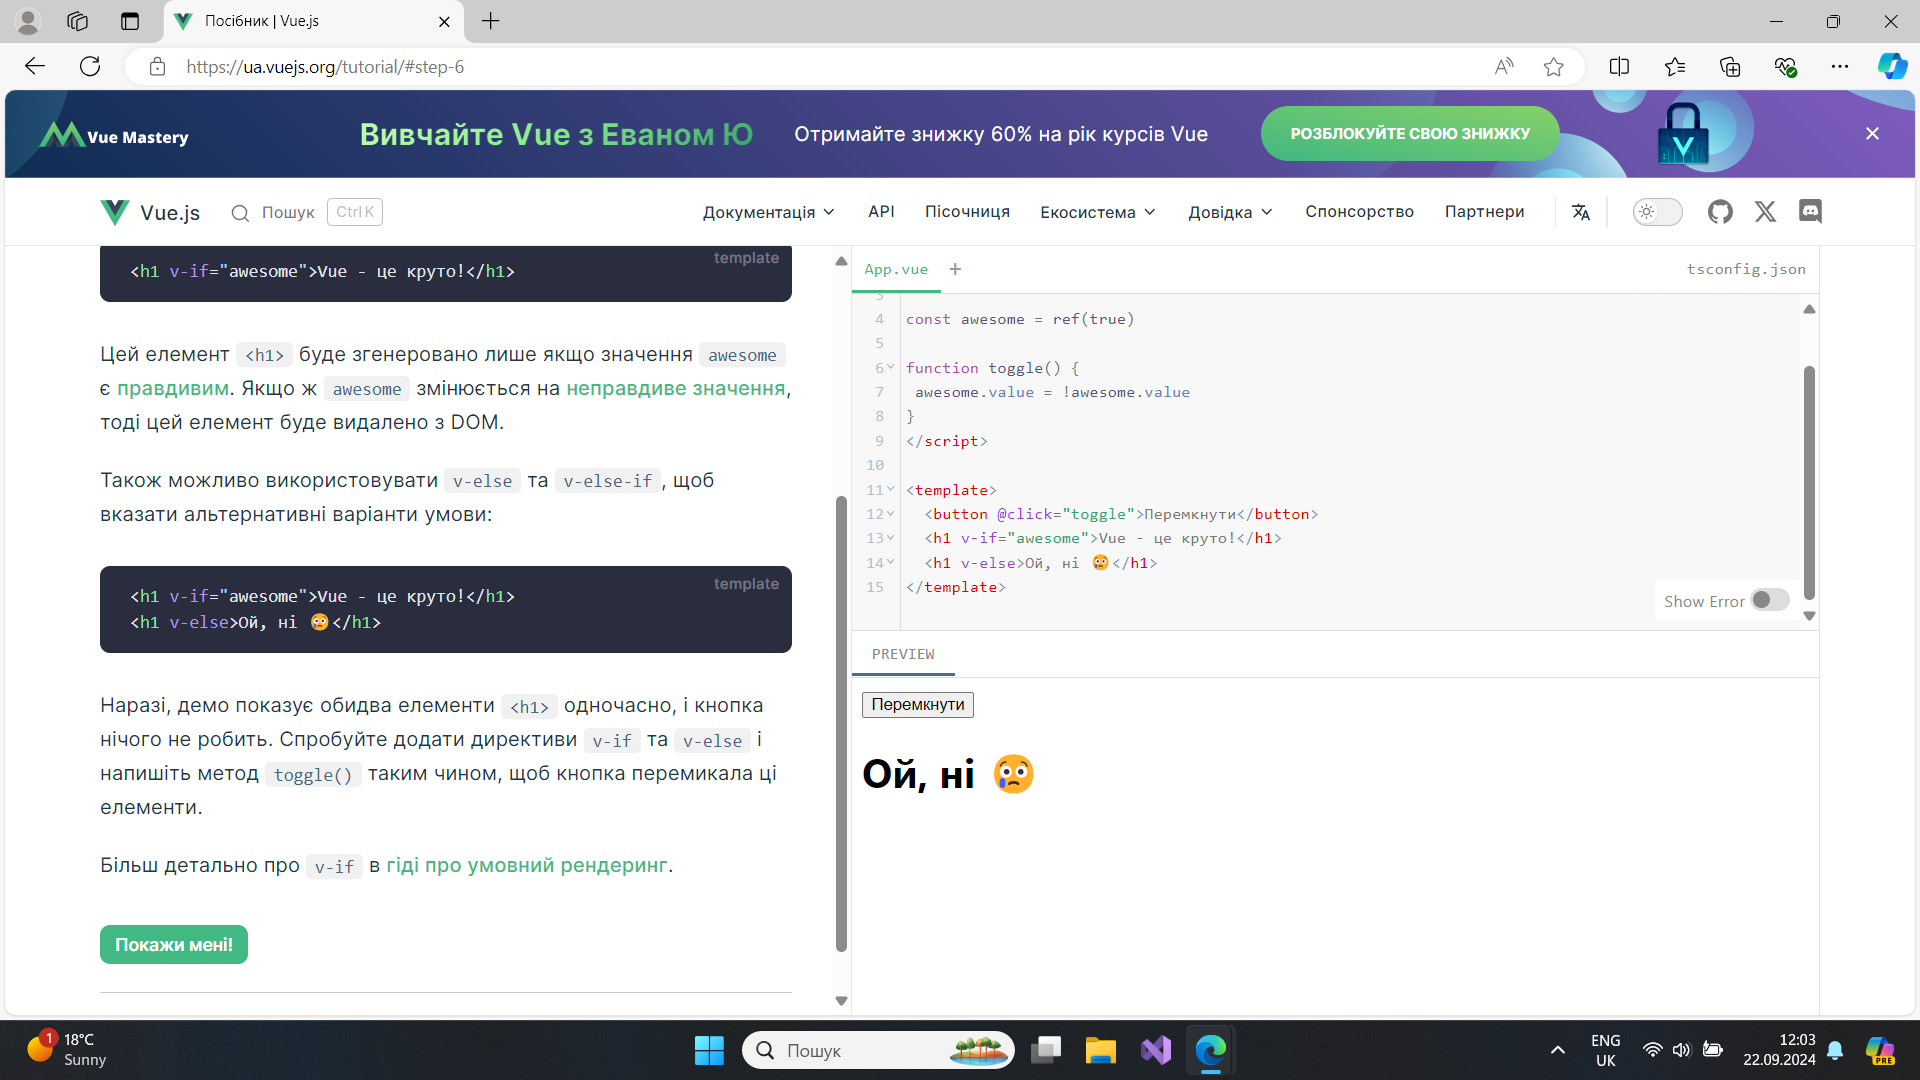 Посібник | Vue.js
https://ua.vuejs.org/tutorial/#step-6
Vue Mastery
Вивчайте Vue з Еваном Ю
Отримайте знижку 60% на рік курсів Vue
РОЗБЛОКУЙТЕ СВОЮ ЗНИЖКУ
Vue.js
Пошук
Ctrl K
Документація
API
Пісочниця
Екосистема
Довідка
Спонсорство
Партнери
template
<h1 v-if="awesome">Vue - це круто!</h1>
Цей елемент <h1> буде згенеровано лише якщо значення awesome
є правдивим. Якщо ж awesome змінюється на неправдиве значення,
тоді цей елемент буде видалено з DOM.
Також можливо використовувати v-else та v-else-if, щоб
вказати альтернативні варіанти умови:
template
<h1 v-if="awesome">Vue - це круто!</h1>
<h1 v-else>Ой, ні 😢</h1>
Наразі, демо показує обидва елементи <h1> одночасно, і кнопка
нічого не робить. Спробуйте додати директиви v-if та v-else і
напишіть метод toggle() таким чином, щоб кнопка перемикала ці
елементи.
Більш детально про v-if в гіді про умовний рендеринг.
Покажи мені!
App.vue
+
tsconfig.json
3
4 const awesome = ref(true)
5
6 function toggle() {
7 awesome.value = !awesome.value
8 }
9 </script>
10
11 <template>
12 <button @click="toggle">Перемкнути</button>
13 <h1 v-if="awesome">Vue - це круто!</h1>
14 <h1 v-else>Ой, ні 😢</h1>
15 </template>
Show Error
PREVIEW
Перемкнути
Ой, ні 😢
1
18°C
Sunny
Пошук
ENG
UK
12:03
22.09.2024
PRE